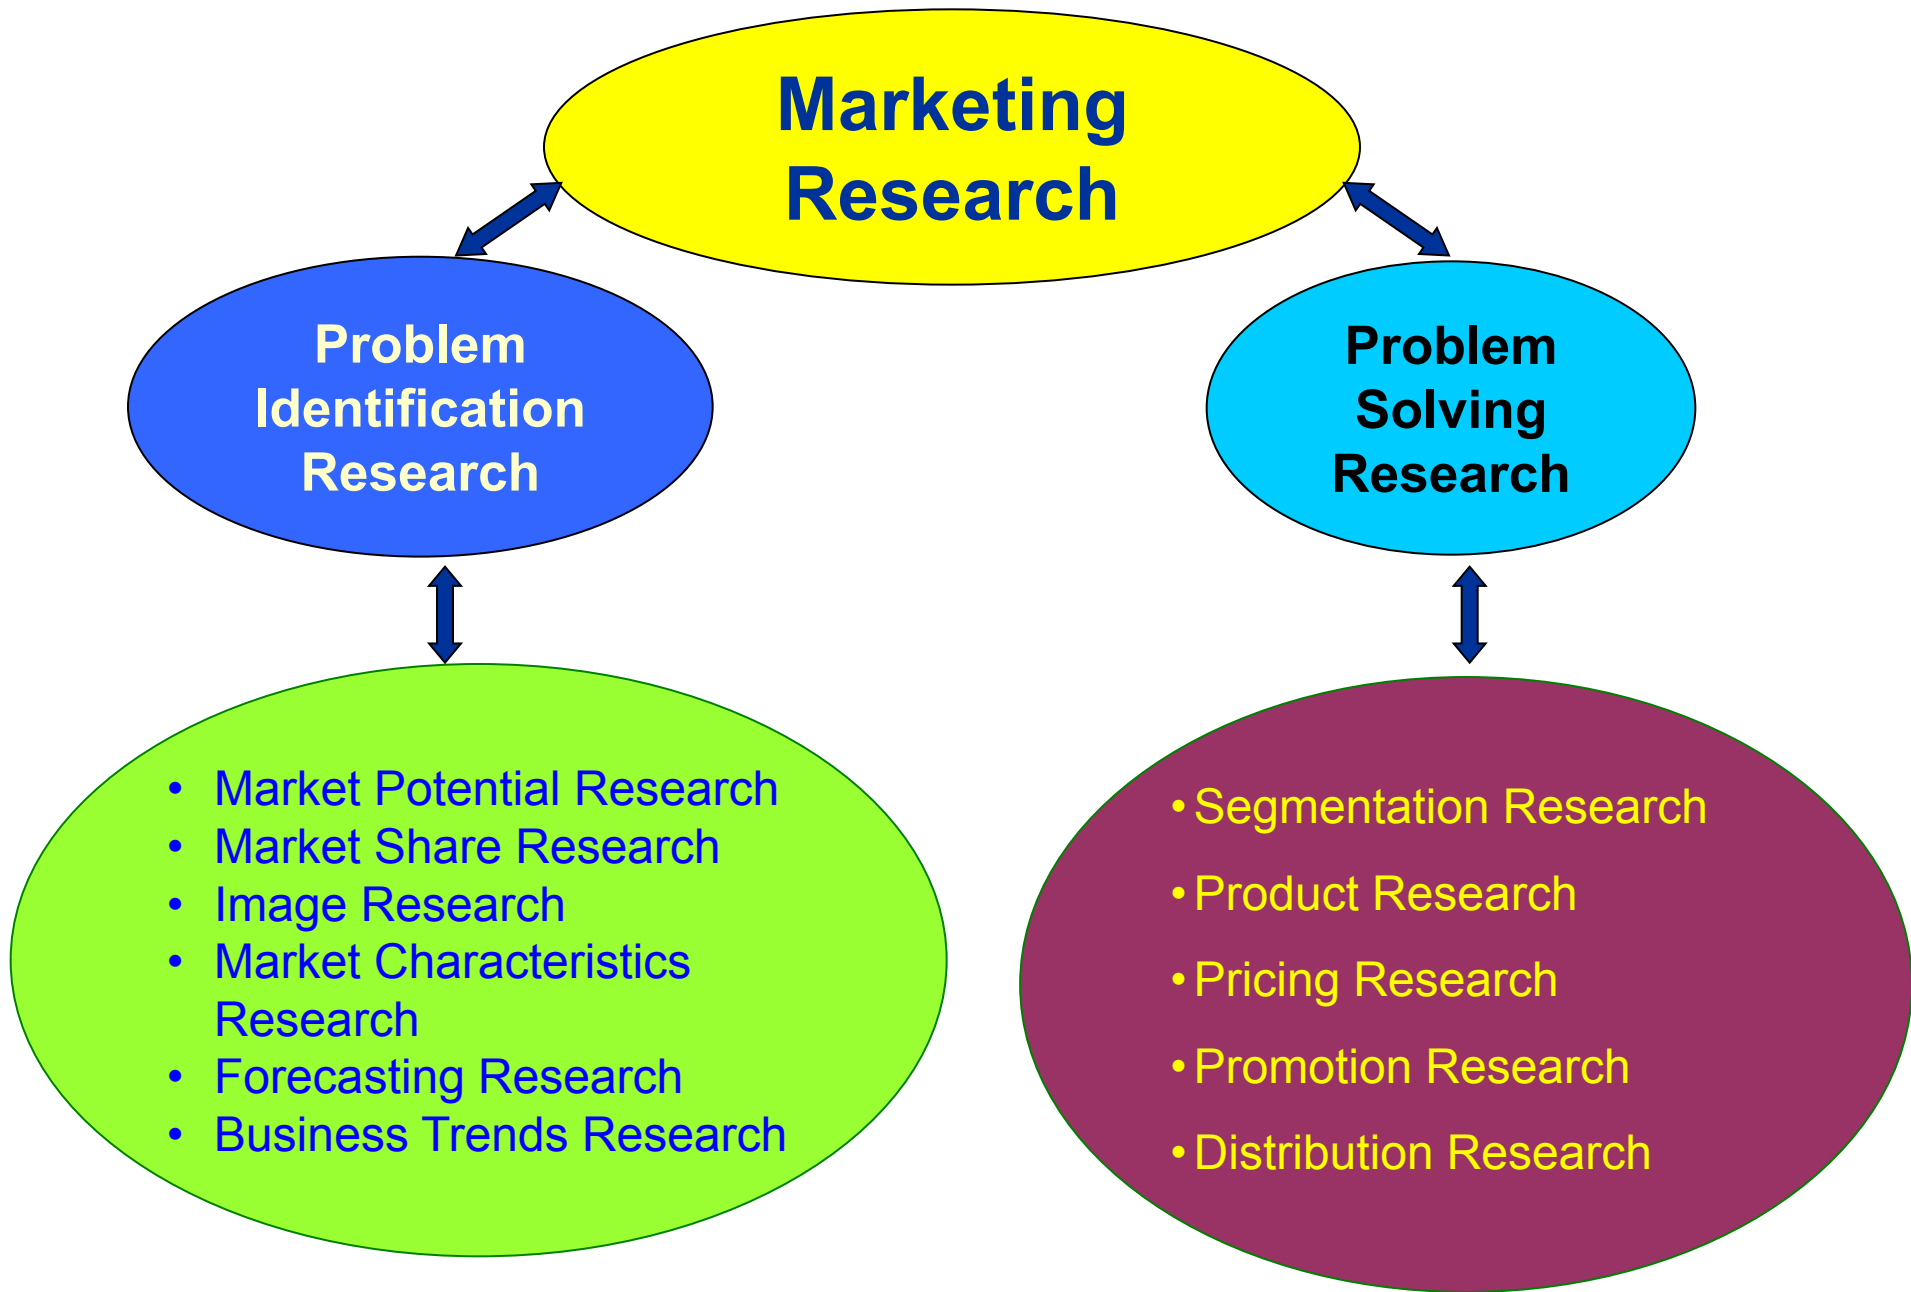 Marketing
Research
Problem
Identification
Research
Problem
Solving
Research
• Market Potential Research
• Market Share Research
• Image Research
• Market Characteristics
Research
• Forecasting Research
• Business Trends Research
• Segmentation Research
• Product Research
• Pricing Research
• Promotion Research
• Distribution Research